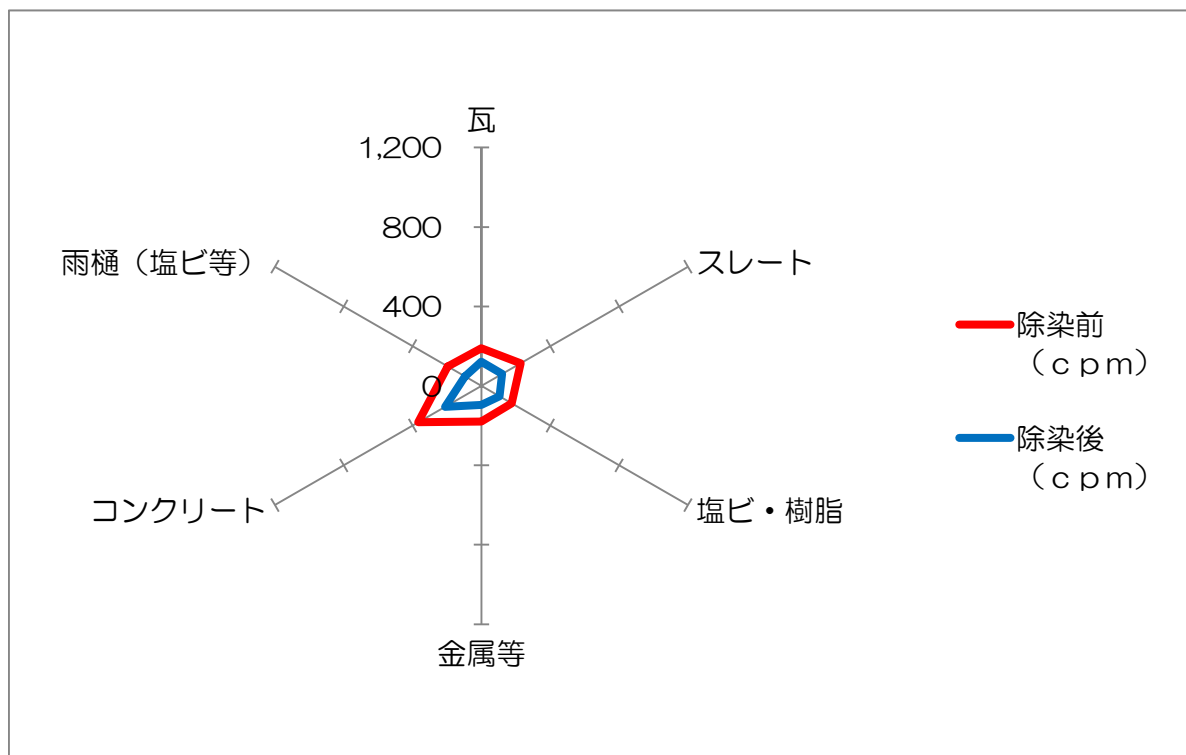 瓦
1,200
800
400
0
雨樋（塩ビ等）
スレート
コンクリート
塩ビ・樹脂
金属等
除染前
（ｃｐｍ）
除染後
（ｃｐｍ）